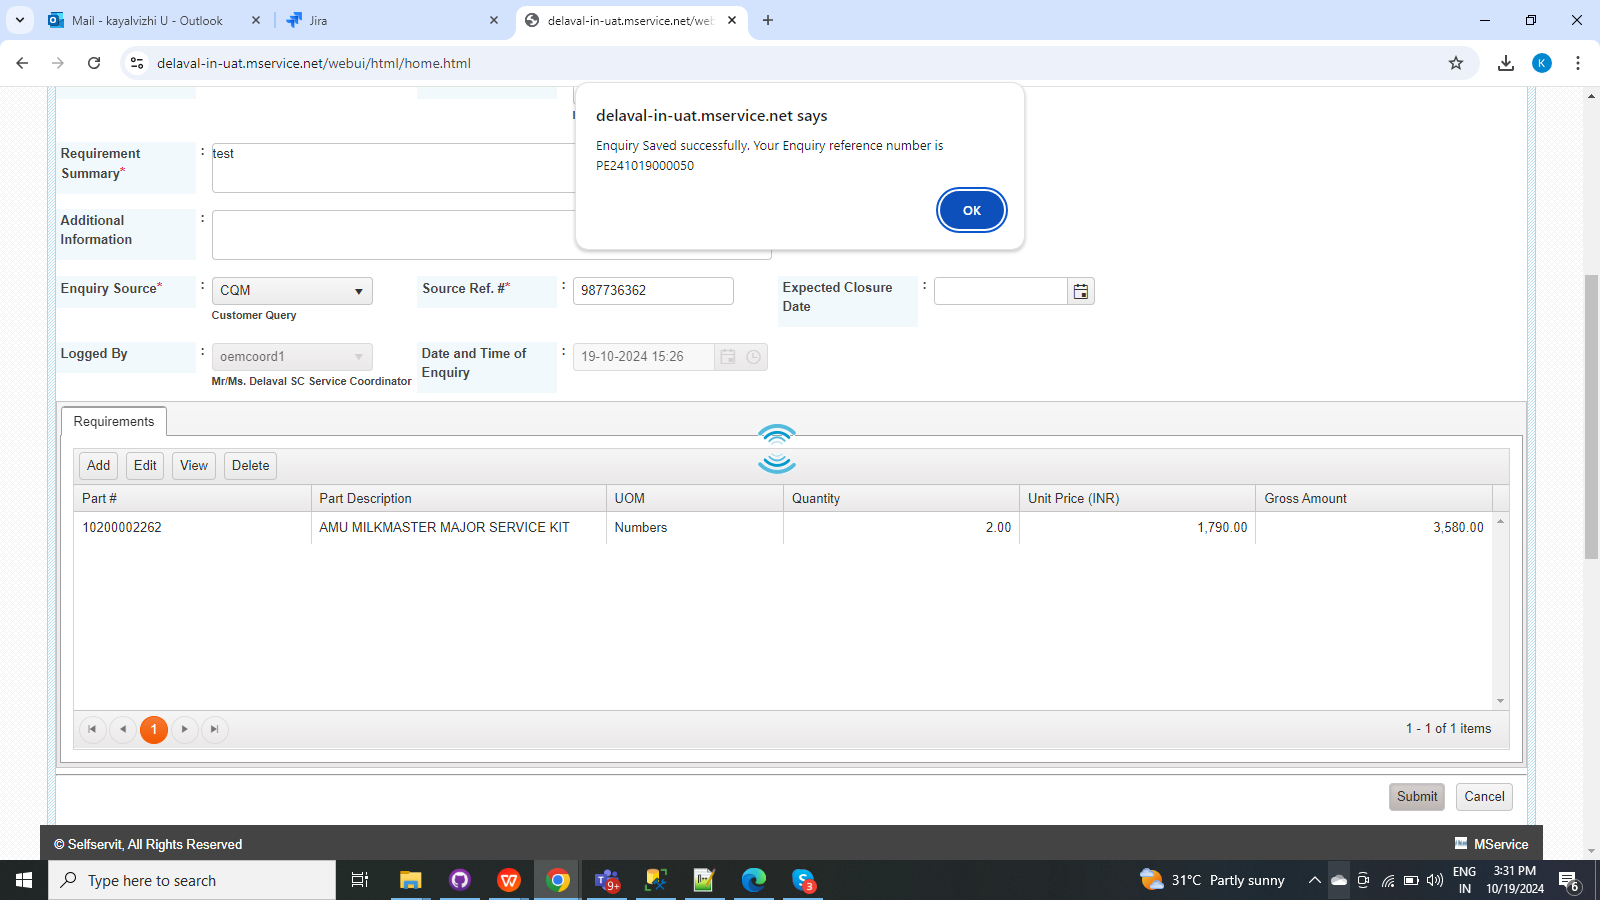 Mail - kayalvizhi U - Outlook
Jira
delaval-in-uat.mservice.net/web
delaval-in-uat.mservice.net/webui/html/home.html
K
delaval-in-uat.mservice.net says
Enquiry Saved successfully. Your Enquiry reference number is
PE241019000050
OK
Requirement Summary* : test
Additional Information :
Enquiry Source* : CQM
Customer Query
Source Ref. #* : 987736362
Expected Closure Date :
Logged By : oemcoord1
Mr/Ms. Delaval SC Service Coordinator
Date and Time of Enquiry : 19-10-2024 15:26
Requirements
Add Edit View Delete
Part # Part Description UOM Quantity Unit Price (INR) Gross Amount
10200002262 AMU MILKMASTER MAJOR SERVICE KIT Numbers 2.00 1,790.00 3,580.00
1
1 - 1 of 1 items
Submit Cancel
© Selfservit, All Rights Reserved
MService
Type here to search
9+
3
31°C Partly sunny
ENG
IN
3:31 PM
10/19/2024
6